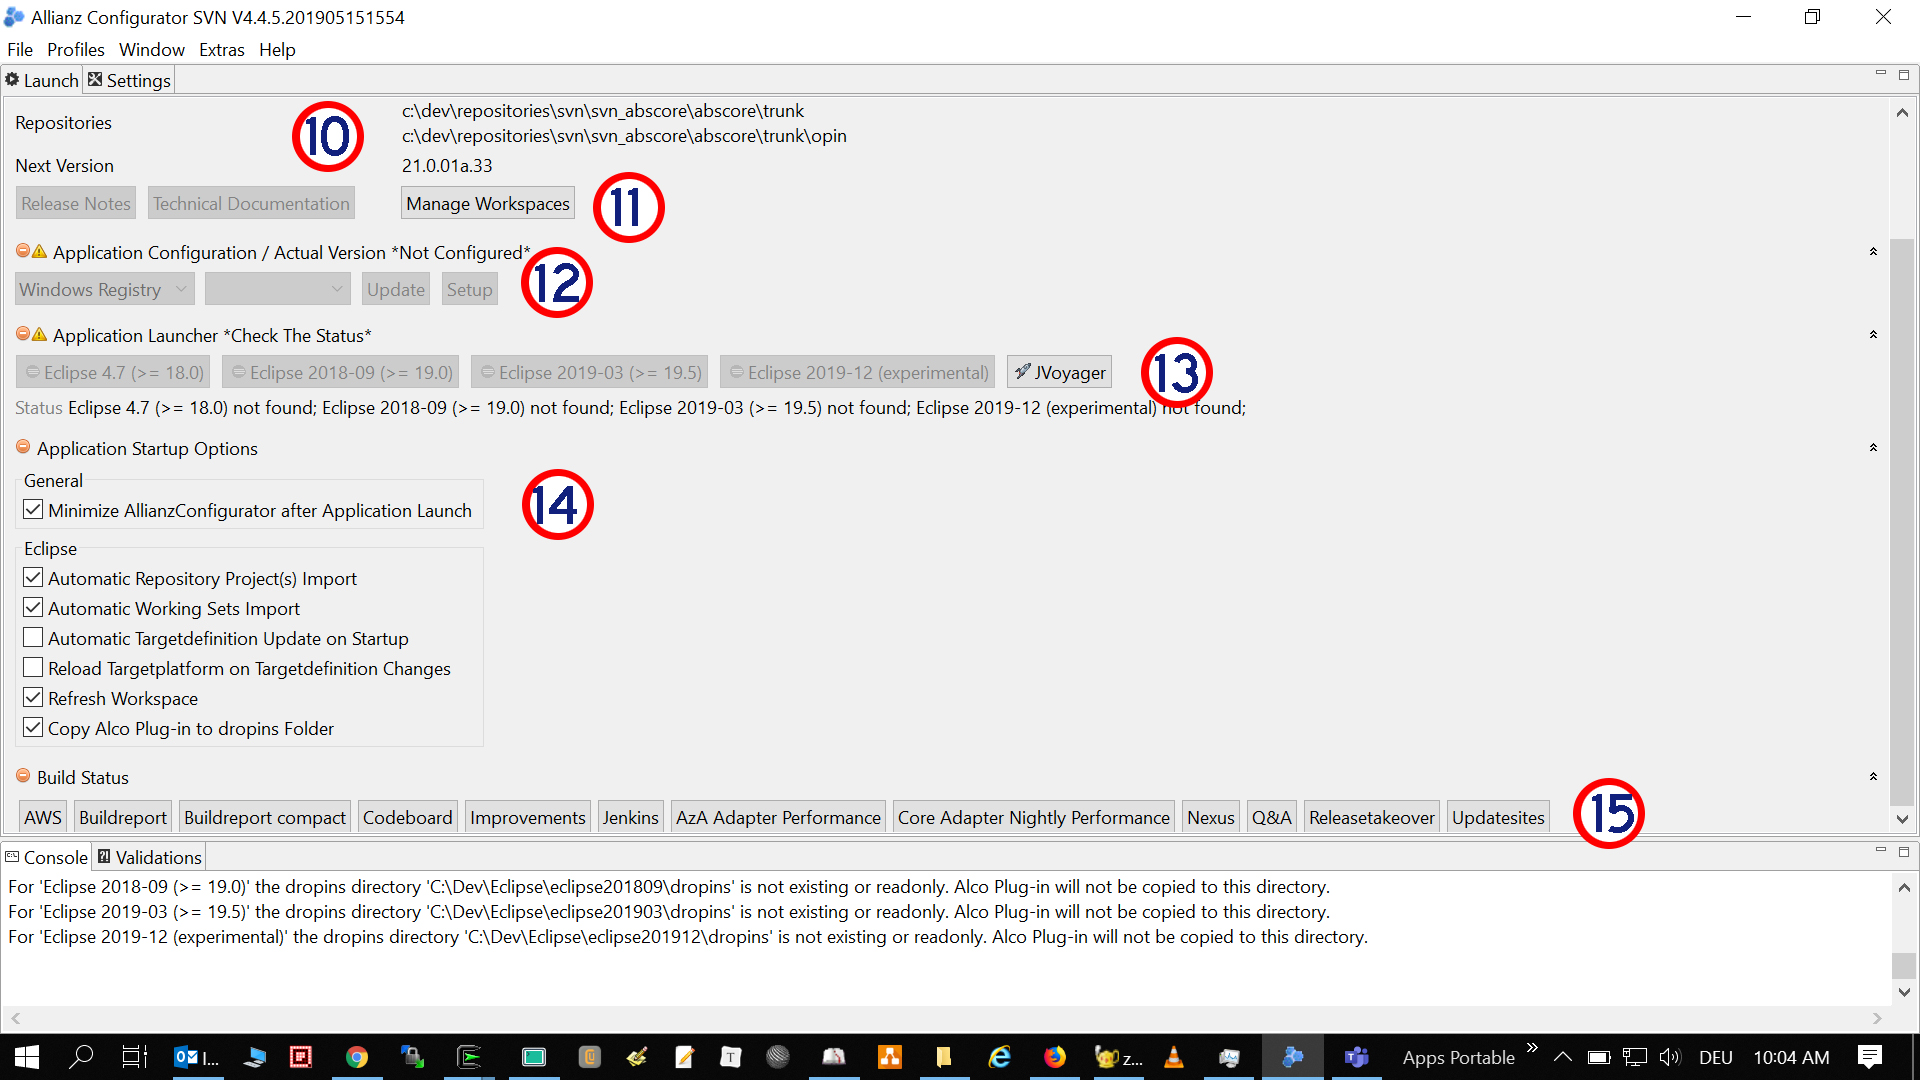 Allianz Configurator SVN V4.4.5.201905151554
File Profiles Window Extras Help
Launch Settings
Repositories
10
c:\dev\repositories\svn\svn_abscore\abscore\trunk
c:\dev\repositories\svn\svn_abscore\abscore\trunk\opin
Next Version 21.0.01a.33
Release Notes Technical Documentation Manage Workspaces 11
Application Configuration / Actual Version *Not Configured*
12
Windows Registry Update Setup
Application Launcher *Check The Status*
Eclipse 4.7 (>= 18.0) Eclipse 2018-09 (>= 19.0) Eclipse 2019-03 (>= 19.5) Eclipse 2019-12 (experimental) JVoyager 13
Status Eclipse 4.7 (>= 18.0) not found; Eclipse 2018-09 (>= 19.0) not found; Eclipse 2019-03 (>= 19.5) not found; Eclipse 2019-12 (experimental) not found;
Application Startup Options
General
Minimize AllianzConfigurator after Application Launch 14
Eclipse
Automatic Repository Project(s) Import
Automatic Working Sets Import
Automatic Targetdefinition Update on Startup
Reload Targetplatform on Targetdefinition Changes
Refresh Workspace
Copy Alco Plug-in to dropins Folder
Build Status
AWS Buildreport Buildreport compact Codeboard Improvements Jenkins AzA Adapter Performance Core Adapter Nightly Performance Nexus Q&A Releasetakeover Updatesites 15
Console Validations
For 'Eclipse 2018-09 (>= 19.0)' the dropins directory 'C:\Dev\Eclipse\eclipse201809\dropins' is not existing or readonly. Alco Plug-in will not be copied to this directory.
For 'Eclipse 2019-03 (>= 19.5)' the dropins directory 'C:\Dev\Eclipse\eclipse201903\dropins' is not existing or readonly. Alco Plug-in will not be copied to this directory.
For 'Eclipse 2019-12 (experimental)' the dropins directory 'C:\Dev\Eclipse\eclipse201912\dropins' is not existing or readonly. Alco Plug-in will not be copied to this directory.
I... z... Apps Portable DEU 10:04 AM